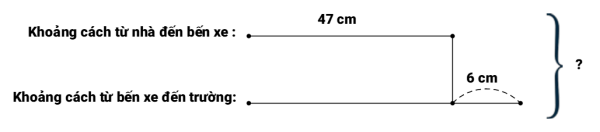 47 cm
Khoảng cách từ nhà đến bến xe :
?
6 cm
Khoảng cách từ bến xe đến trường: